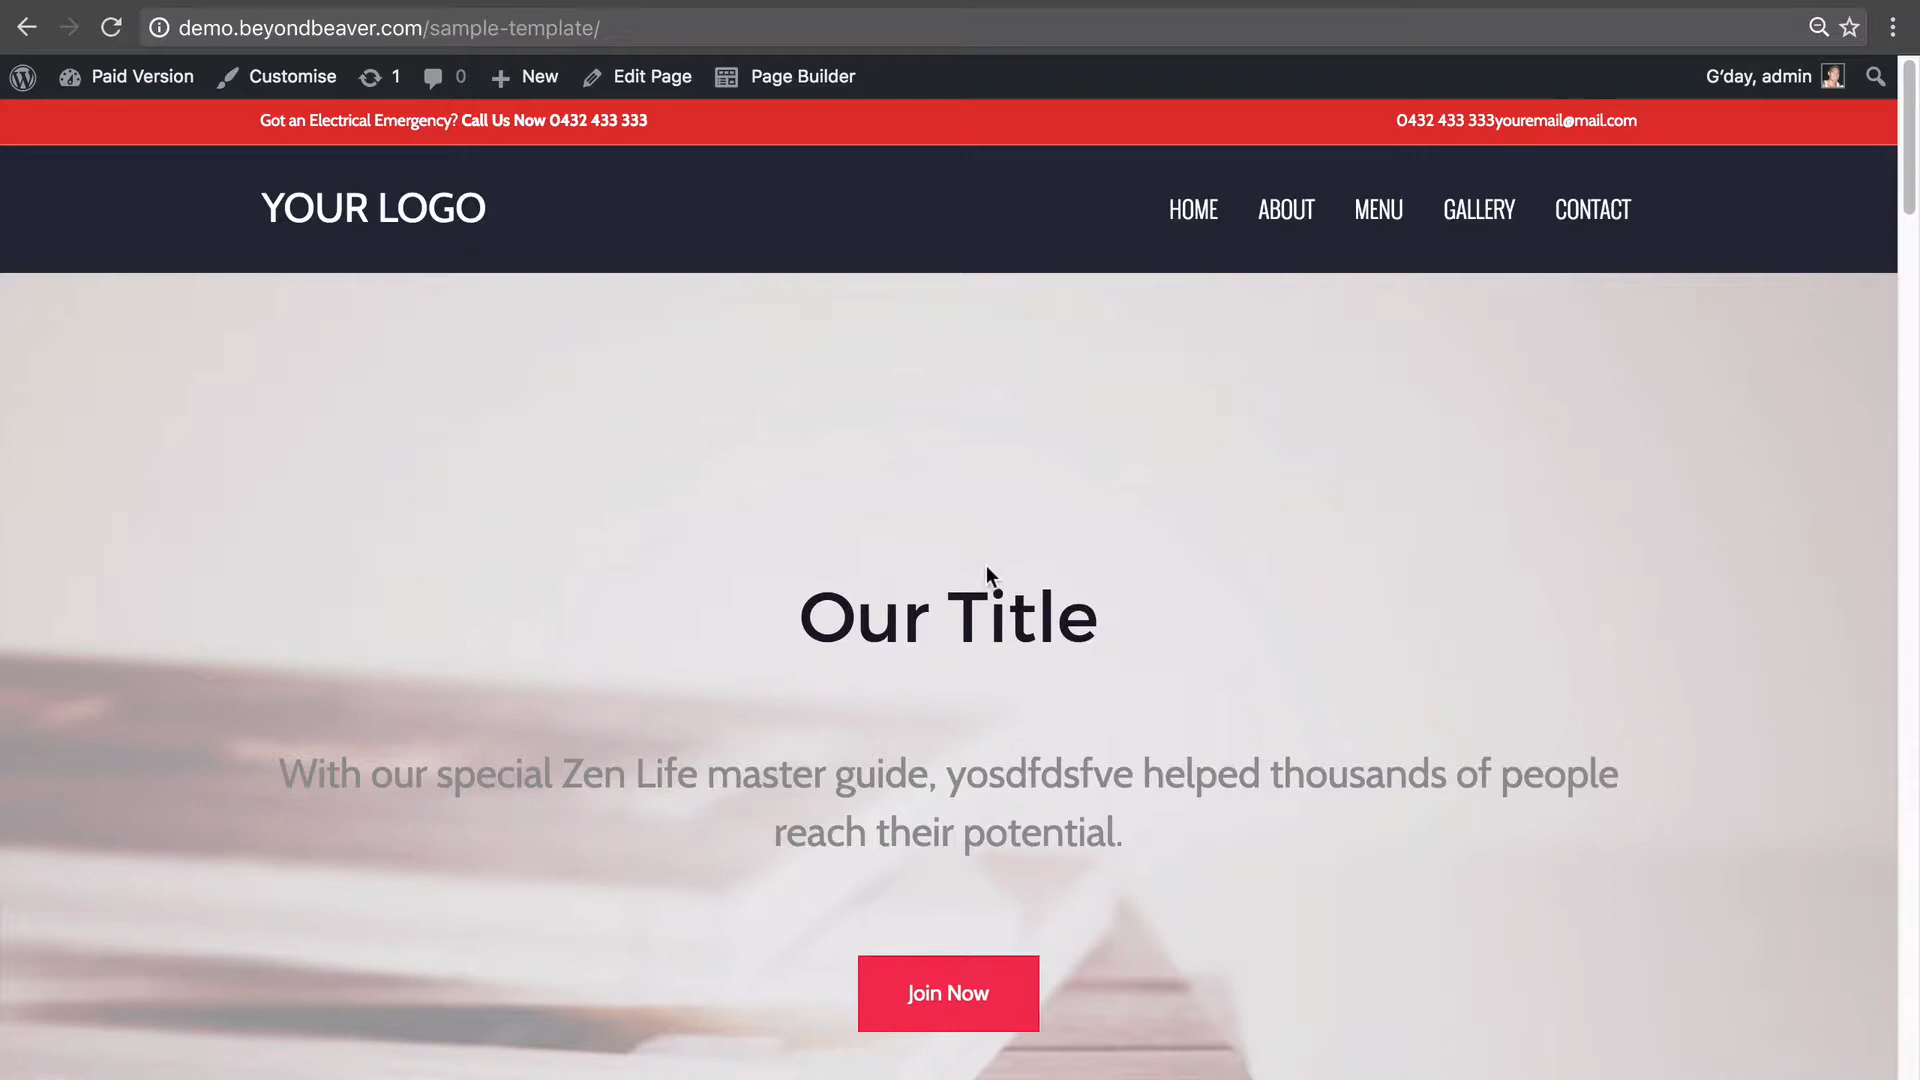 demo.beyondbeaver.com/sample-template/
Paid Version Customise 1 0 New Edit Page Page Builder G'day, admin
Got an Electrical Emergency? Call Us Now 0432 433 333 0432 433 333youremail@mail.com
YOUR LOGO HOME ABOUT MENU GALLERY CONTACT
Our Title
With our special Zen Life master guide, yosdfdsfve helped thousands of people
reach their potential.
Join Now